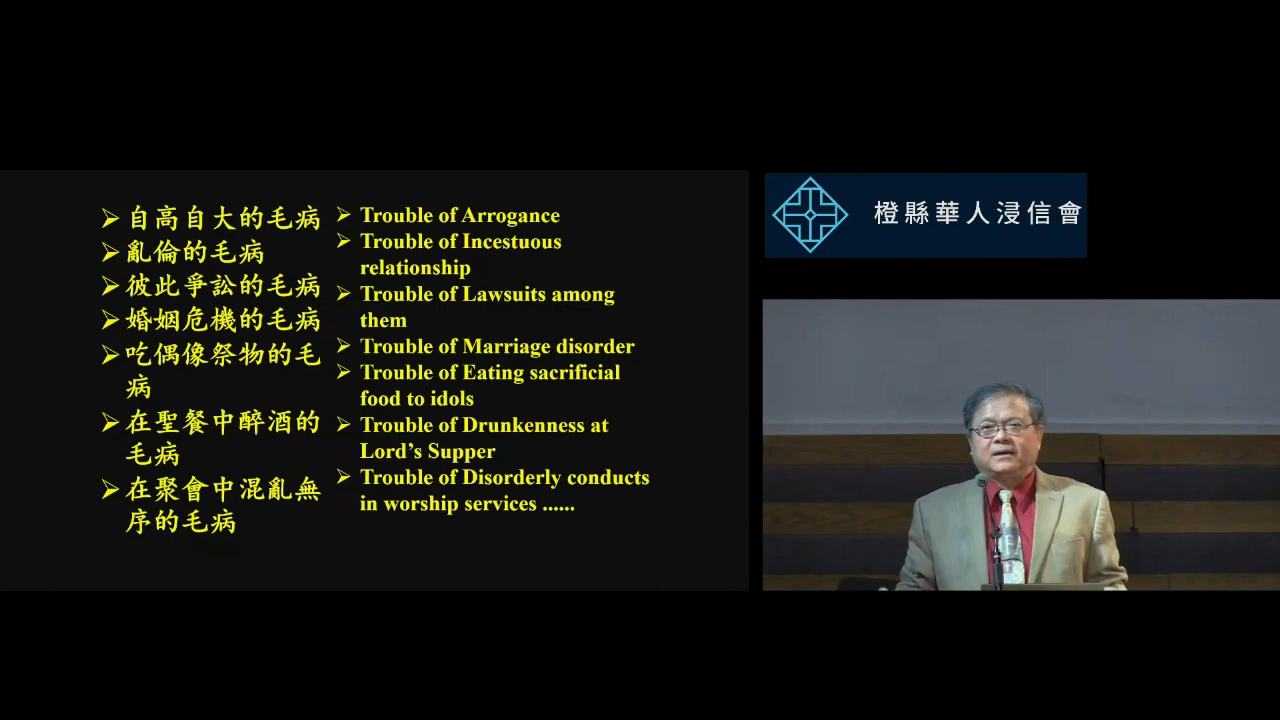 自高自大的毛病
亂倫的毛病
彼此爭訟的毛病
婚姻危機的毛病
吃偶像祭物的毛
病
在聖餐中醉酒的
毛病
在聚會中混亂無
序的毛病
Trouble of Arrogance
Trouble of Incestuous
relationship
Trouble of Lawsuits among
them
Trouble of Marriage disorder
Trouble of Eating sacrificial
food to idols
Trouble of Drunkenness at
Lord’s Supper
Trouble of Disorderly conducts
in worship services ......
橙縣華人浸信會